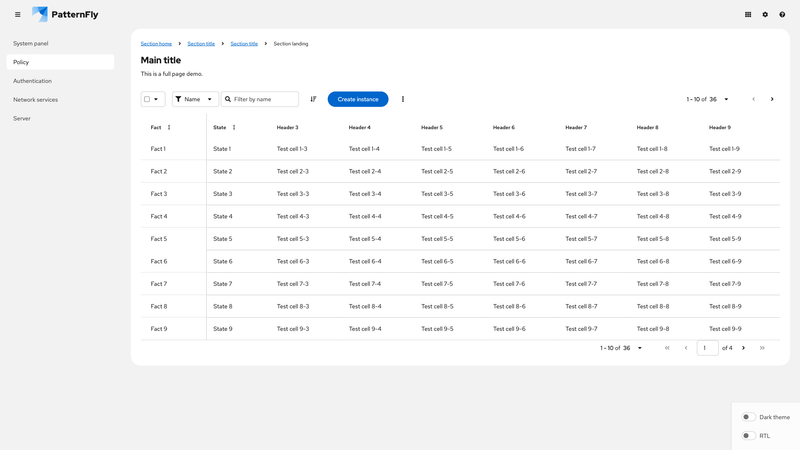 PatternFly
System panel
Policy
Authentication
Network services
Server
Section home > Section title > Section title > Section landing
Main title
This is a full page demo.
Name Filter by name Create instance 1 - 10 of 36
Fact State Header 3 Header 4 Header 5 Header 6 Header 7 Header 8 Header 9
Fact 1 State 1 Test cell 1-3 Test cell 1-4 Test cell 1-5 Test cell 1-6 Test cell 1-7 Test cell 1-8 Test cell 1-9
Fact 2 State 2 Test cell 2-3 Test cell 2-4 Test cell 2-5 Test cell 2-6 Test cell 2-7 Test cell 2-8 Test cell 2-9
Fact 3 State 3 Test cell 3-3 Test cell 3-4 Test cell 3-5 Test cell 3-6 Test cell 3-7 Test cell 3-8 Test cell 3-9
Fact 4 State 4 Test cell 4-3 Test cell 4-4 Test cell 4-5 Test cell 4-6 Test cell 4-7 Test cell 4-8 Test cell 4-9
Fact 5 State 5 Test cell 5-3 Test cell 5-4 Test cell 5-5 Test cell 5-6 Test cell 5-7 Test cell 5-8 Test cell 5-9
Fact 6 State 6 Test cell 6-3 Test cell 6-4 Test cell 6-5 Test cell 6-6 Test cell 6-7 Test cell 6-8 Test cell 6-9
Fact 7 State 7 Test cell 7-3 Test cell 7-4 Test cell 7-5 Test cell 7-6 Test cell 7-7 Test cell 7-8 Test cell 7-9
Fact 8 State 8 Test cell 8-3 Test cell 8-4 Test cell 8-5 Test cell 8-6 Test cell 8-7 Test cell 8-8 Test cell 8-9
Fact 9 State 9 Test cell 9-3 Test cell 9-4 Test cell 9-5 Test cell 9-6 Test cell 9-7 Test cell 9-8 Test cell 9-9
1 - 10 of 36 1 of 4
Dark theme
RTL